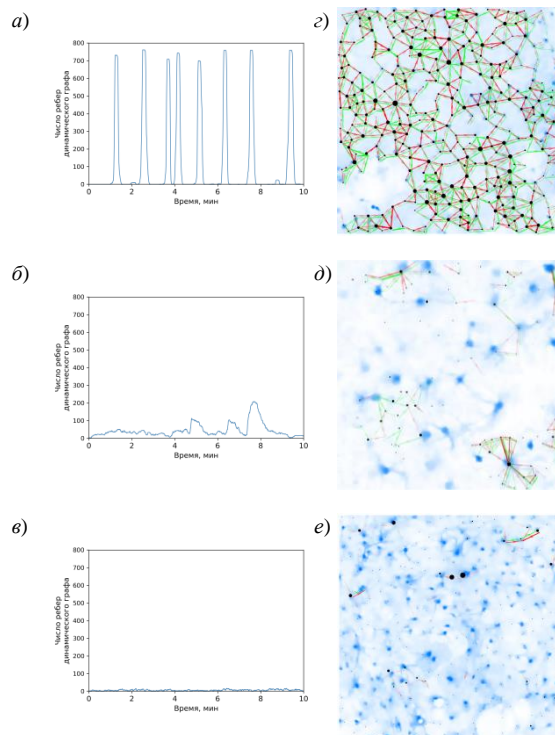 а)
г)
Число ребер
динамического графа
800
700
600
500
400
300
200
100
0
0 2 4 6 8 10
Время, мин
б)
д)
Число ребер
динамического графа
800
700
600
500
400
300
200
100
0
0 2 4 6 8 10
Время, мин
в)
е)
Число ребер
динамического графа
800
700
600
500
400
300
200
100
0
0 2 4 6 8 10
Время, мин